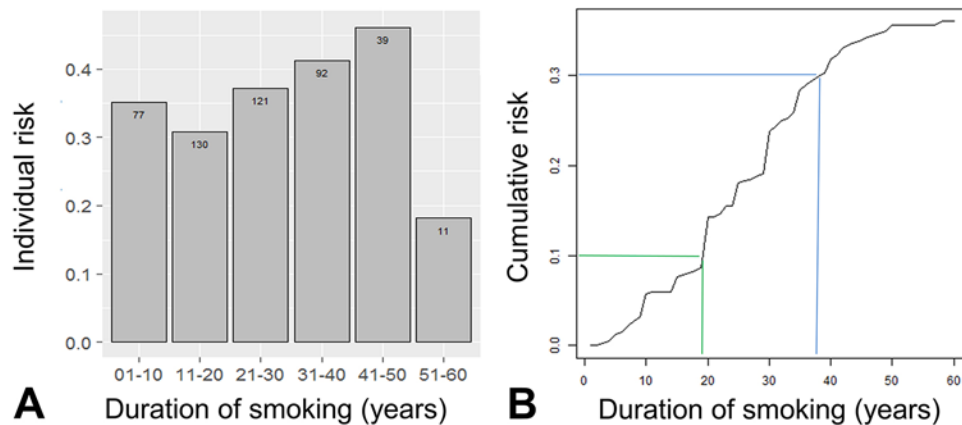 Individual risk
0.4
0.3
0.2
0.1
0.0
77
130
121
92
39
11
01-10 11-20 21-30 31-40 41-50 51-60
A Duration of smoking (years)
Cumulative risk
0.3
0.2
0.1
0.0
0 10 20 30 40 50 60
B Duration of smoking (years)